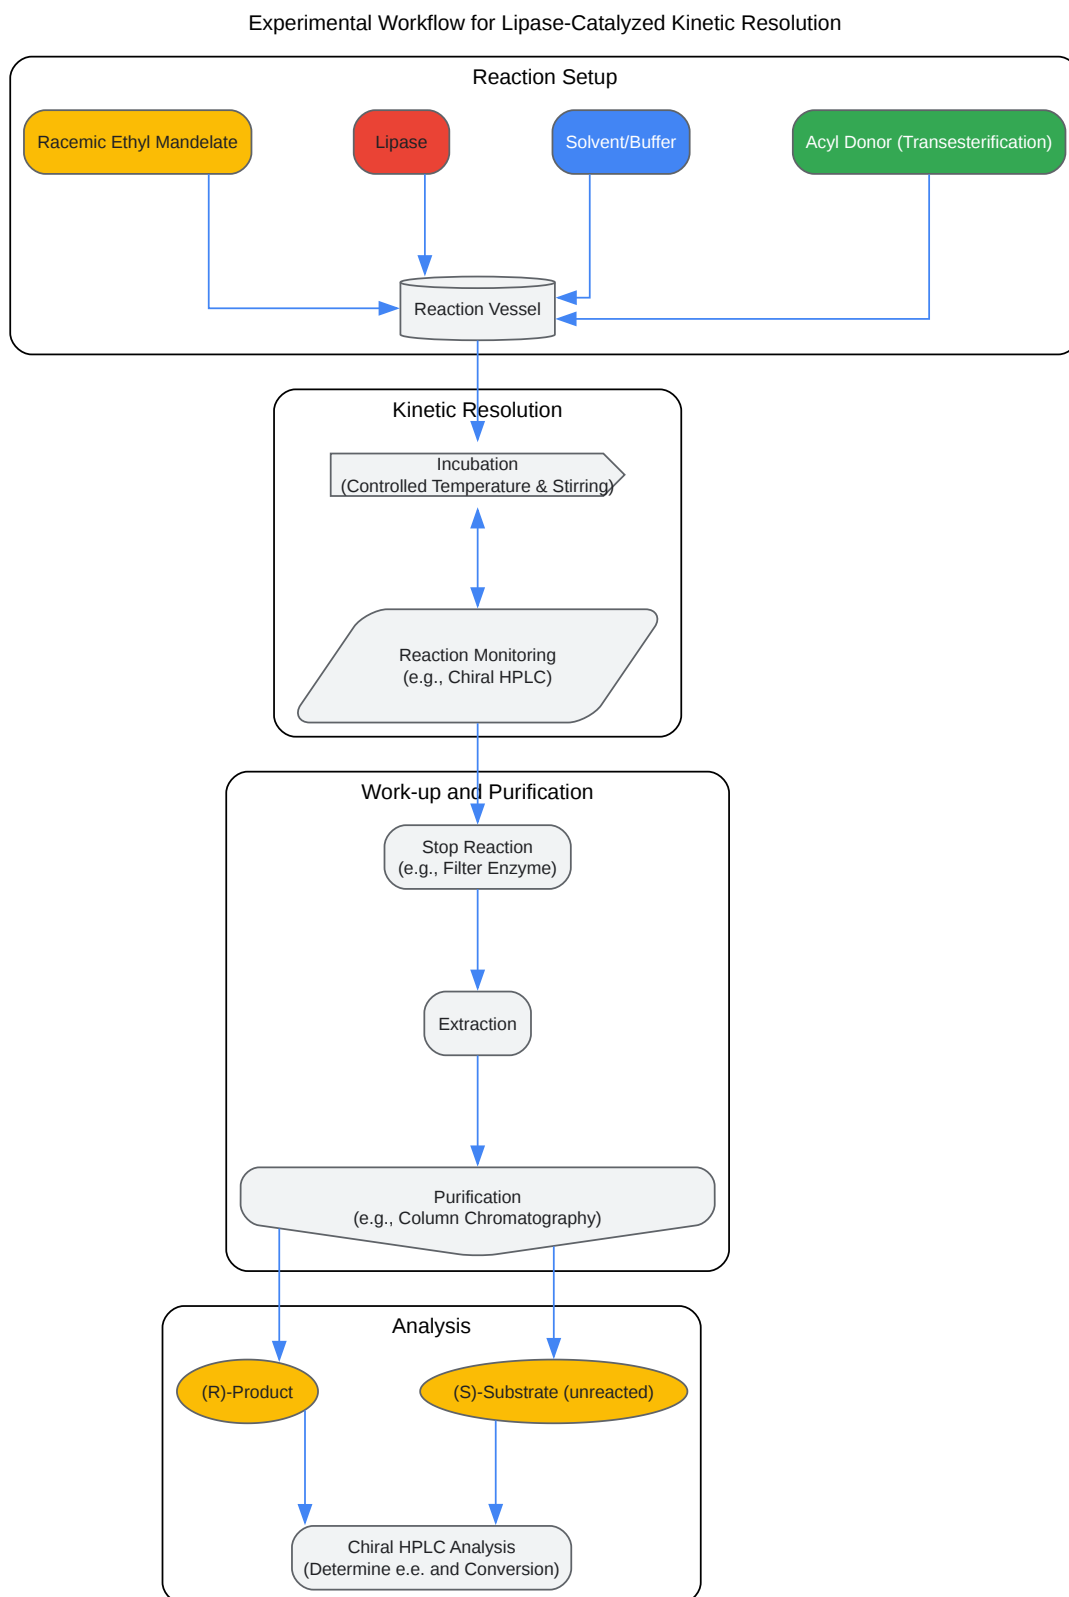 Experimental Workflow for Lipase-Catalyzed Kinetic Resolution
Reaction Setup
Racemic Ethyl Mandelate
Lipase
Solvent/Buffer
Acyl Donor (Transesterification)
Reaction Vessel
Kinetic Resolution
Incubation
(Controlled Temperature & Stirring)
Reaction Monitoring
(e.g., Chiral HPLC)
Work-up and Purification
Stop Reaction
(e.g., Filter Enzyme)
Extraction
Purification
(e.g., Column Chromatography)
Analysis
(R)-Product
(S)-Substrate (unreacted)
Chiral HPLC Analysis
(Determine e.e. and Conversion)